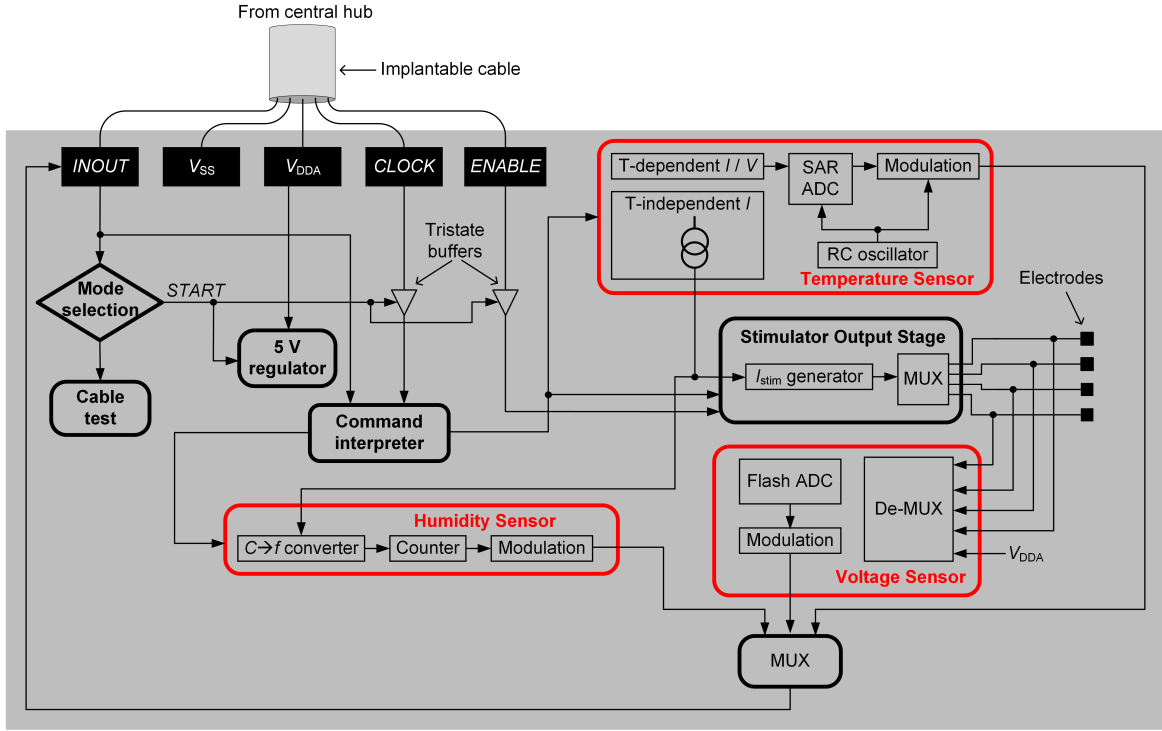 From central hub
Implantable cable
INOUT
VSS
VDDA
CLOCK
ENABLE
T-dependent I / V
SAR
ADC
Modulation
T-independent I
RC oscillator
Temperature Sensor
Tristate
buffers
Mode
selection
START
5 V
regulator
Cable
test
Command
interpreter
Electrodes
Stimulator Output Stage
Istim generator
MUX
Humidity Sensor
C→f converter
Counter
Modulation
Flash ADC
Modulation
De-MUX
VDDA
Voltage Sensor
MUX